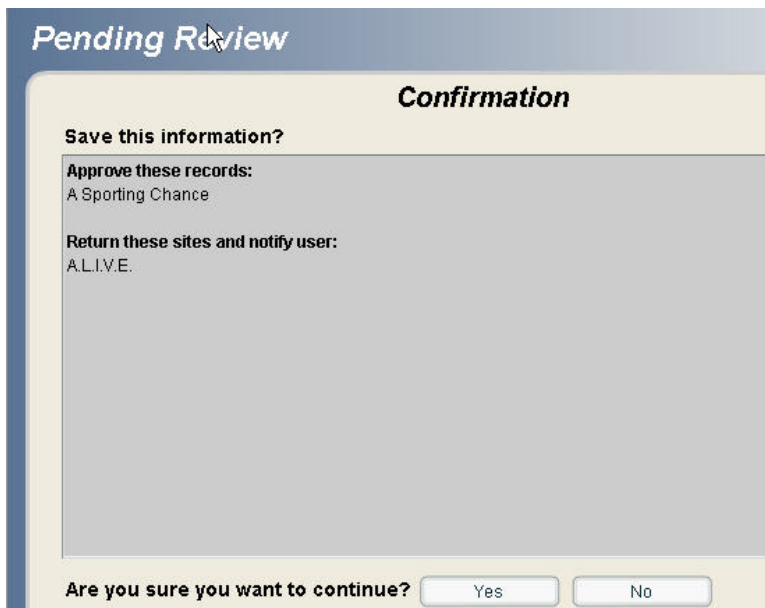 Pending Review
Confirmation
Save this information?
Approve these records:
A Sporting Chance
Return these sites and notify user:
A.L.I.V.E.
Are you sure you want to continue? Yes No